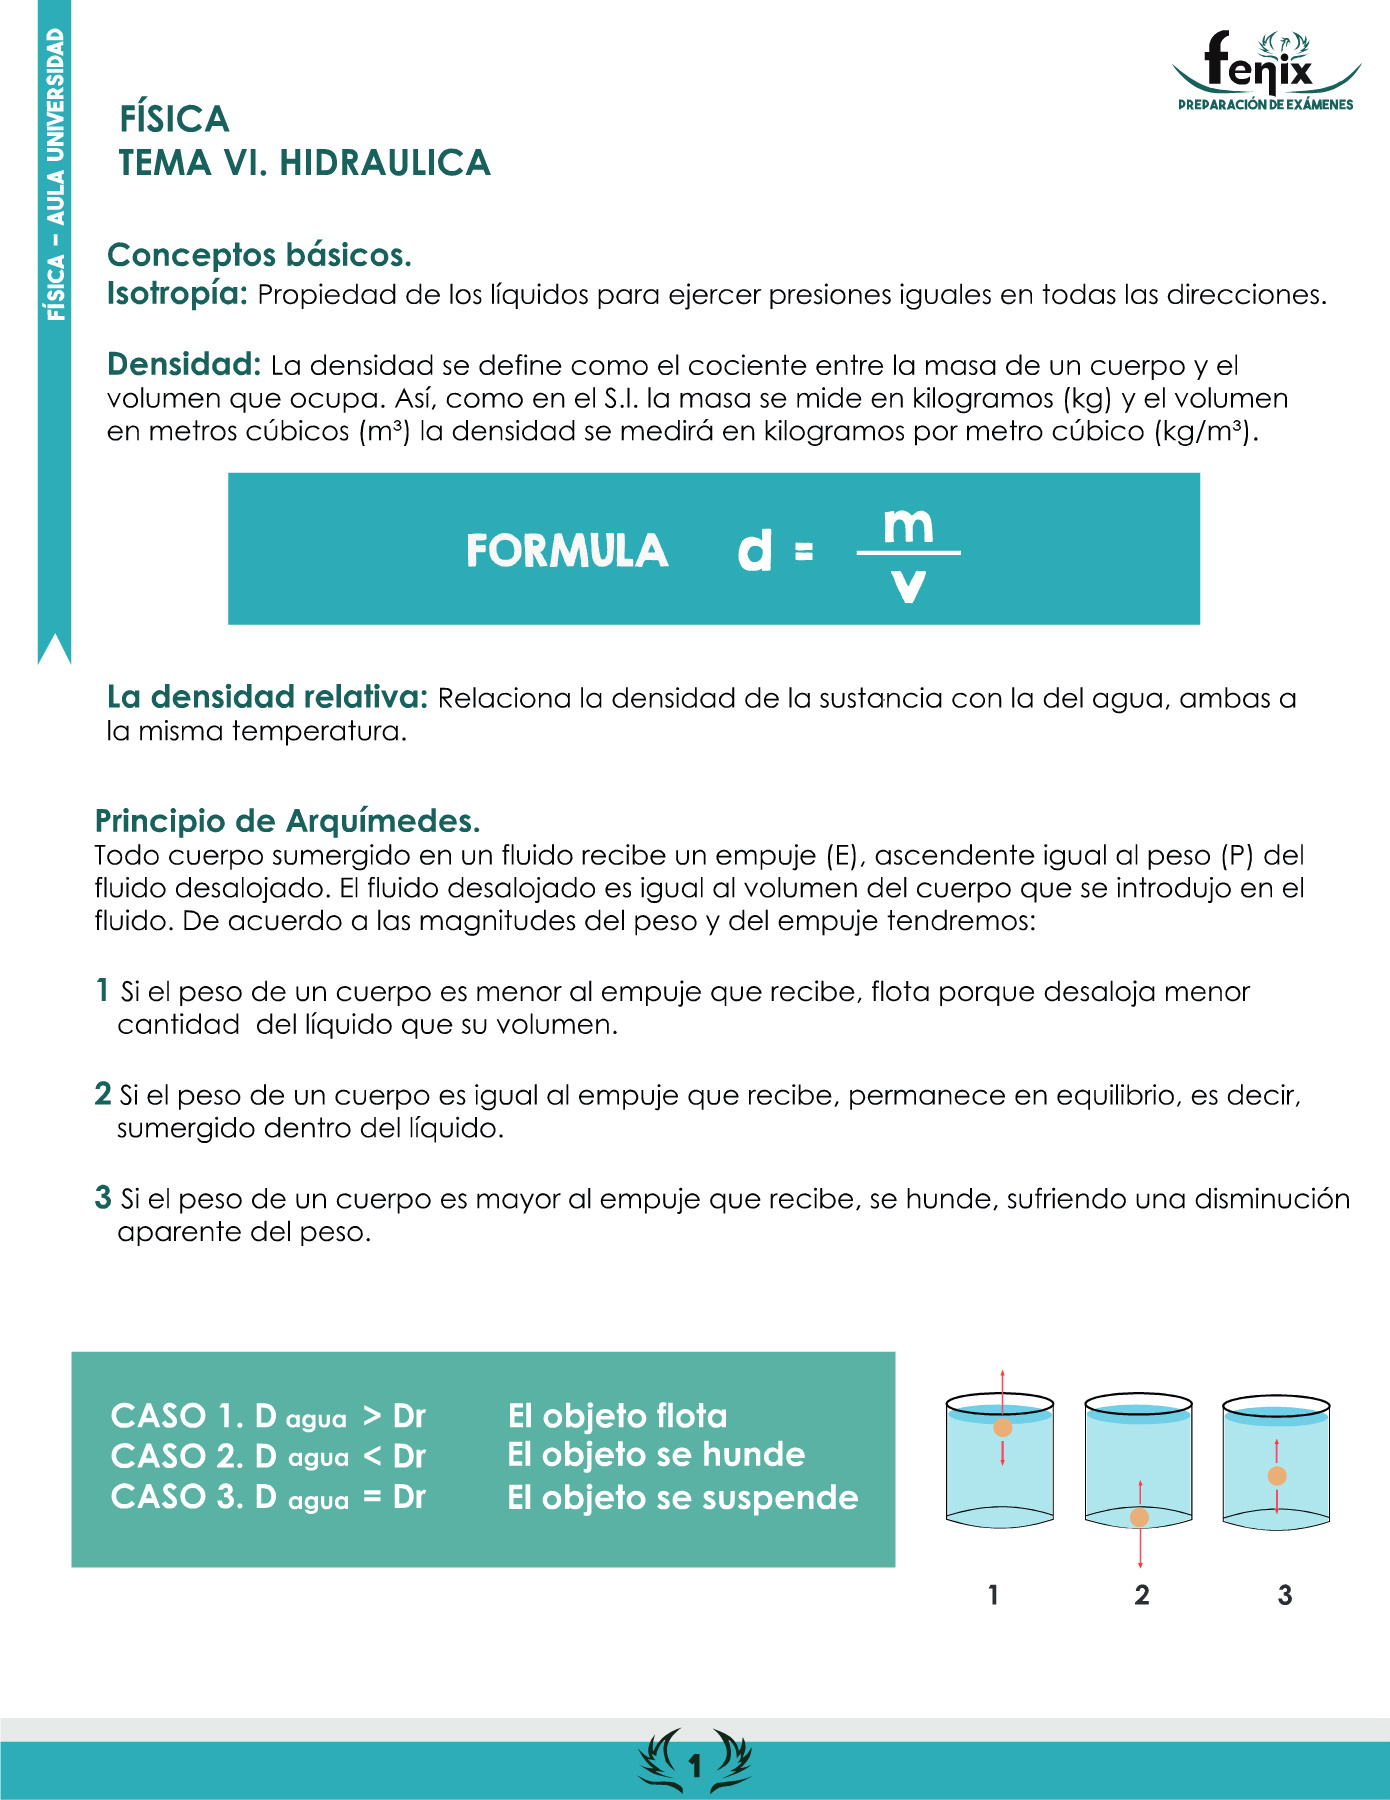 FÍSICA – AULA UNIVERSIDAD
fenix
PREPARACIÓN DE EXÁMENES
FÍSICA
TEMA VI. HIDRAULICA
Conceptos básicos.
Isotropía: Propiedad de los líquidos para ejercer presiones iguales en todas las direcciones.
Densidad: La densidad se define como el cociente entre la masa de un cuerpo y el
volumen que ocupa. Así, como en el S.I. la masa se mide en kilogramos (kg) y el volumen
en metros cúbicos (m³) la densidad se medirá en kilogramos por metro cúbico (kg/m³).
FORMULA d = m / v
La densidad relativa: Relaciona la densidad de la sustancia con la del agua, ambas a
la misma temperatura.
Principio de Arquímedes.
Todo cuerpo sumergido en un fluido recibe un empuje (E), ascendente igual al peso (P) del
fluido desalojado. El fluido desalojado es igual al volumen del cuerpo que se introdujo en el
fluido. De acuerdo a las magnitudes del peso y del empuje tendremos:
1 Si el peso de un cuerpo es menor al empuje que recibe, flota porque desaloja menor
cantidad del líquido que su volumen.
2 Si el peso de un cuerpo es igual al empuje que recibe, permanece en equilibrio, es decir,
sumergido dentro del líquido.
3 Si el peso de un cuerpo es mayor al empuje que recibe, se hunde, sufriendo una disminución
aparente del peso.
CASO 1. D agua > Dr El objeto flota
CASO 2. D agua < Dr El objeto se hunde
CASO 3. D agua = Dr El objeto se suspende
1 2 3
1